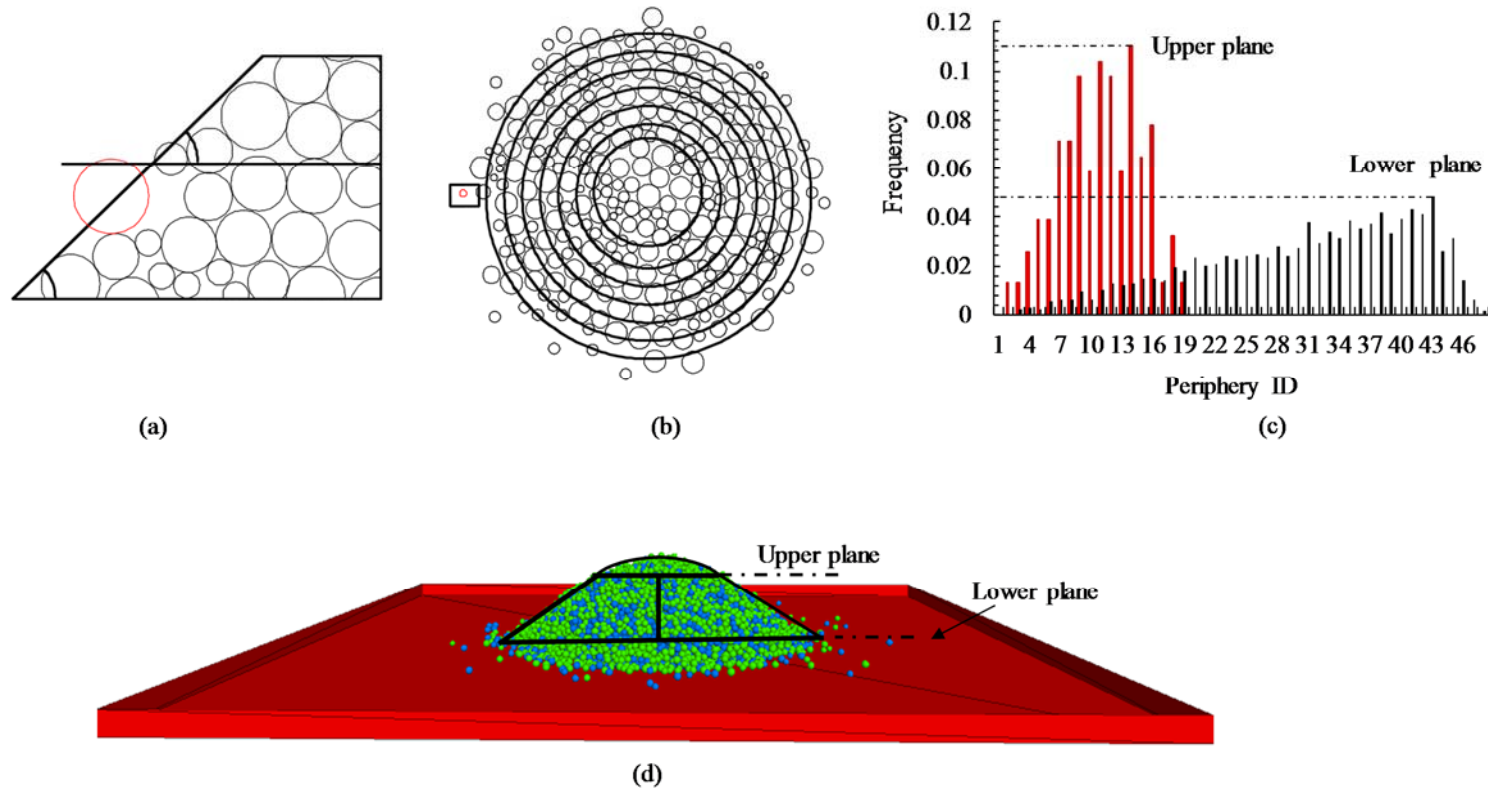 (a)
(b)
0.12
0.1
0.08
0.06
0.04
0.02
0
Frequency
Upper plane
Lower plane
1 4 7 10 13 16 19 22 25 28 31 34 37 40 43 46
Periphery ID
(c)
Upper plane
Lower plane
(d)